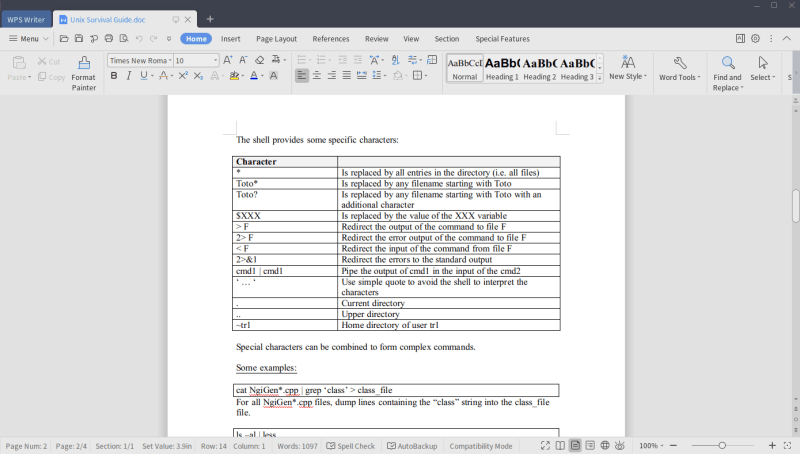 WPS Writer
Unix Survival Guide.doc
Menu
Home
Insert
Page Layout
References
Review
View
Section
Special Features
Paste
Cut
Copy
Format Painter
Times New Roma
10
B I U
AaBbCcI
AaBb(
AaBbC
AaBbC
Normal
Heading 1
Heading 2
Heading 3
New Style
Word Tools
Find and Replace
Select
The shell provides some specific characters:
Character
* Is replaced by all entries in the directory (i.e. all files)
Toto* Is replaced by any filename starting with Toto
Toto? Is replaced by any filename starting with Toto with an
additional character
$XXX Is replaced by the value of the XXX variable
> F Redirect the output of the command to file F
2> F Redirect the error output of the command to file F
< F Redirect the input of the command from file F
2>&1 Redirect the errors to the standard output
cmd1 | cmd1 Pipe the output of cmd1 in the input of the cmd2
‘ … ‘ Use simple quote to avoid the shell to interpret the
characters
. Current directory
.. Upper directory
~tr1 Home directory of user tr1
Special characters can be combined to form complex commands.
Some examples:
cat NgiGen*.cpp | grep ‘class’ > class_file
For all NgiGen*.cpp files, dump lines containing the “class” string into the class_file
file.
ls –al | less
Page Num: 2
Page: 2/4
Section: 1/1
Set Value: 3.9in
Row: 14
Column: 1
Words: 1097
Spell Check
AutoBackup
Compatibility Mode
100%